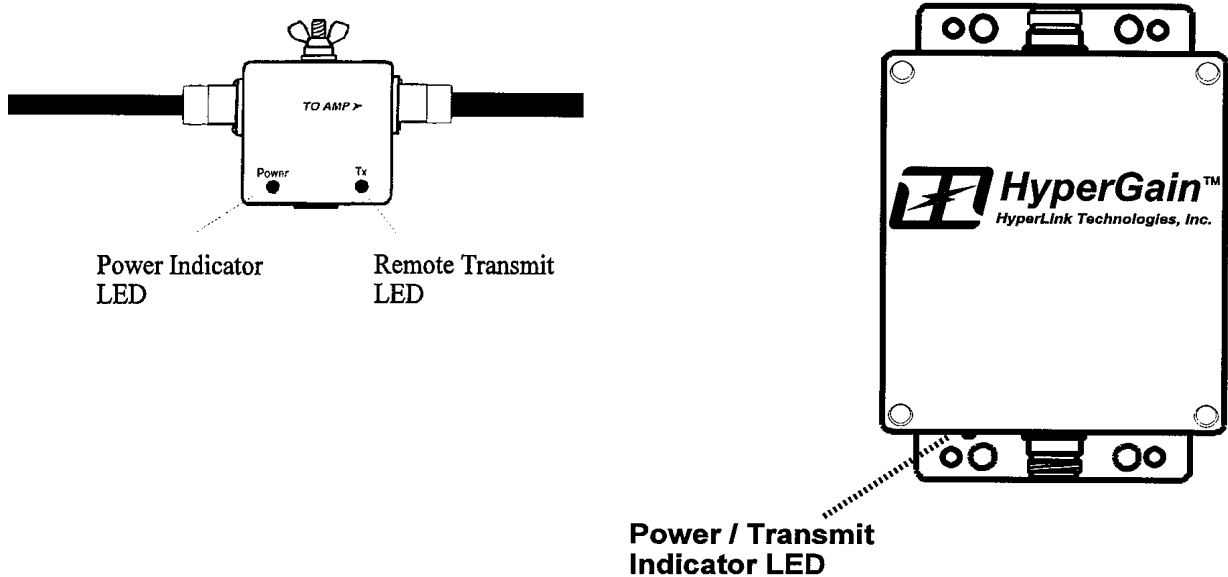 TO AMP ➤
Power
Tx
Power Indicator
LED
Remote Transmit
LED
HyperGain™
HyperLink Technologies, Inc.
Power / Transmit
Indicator LED